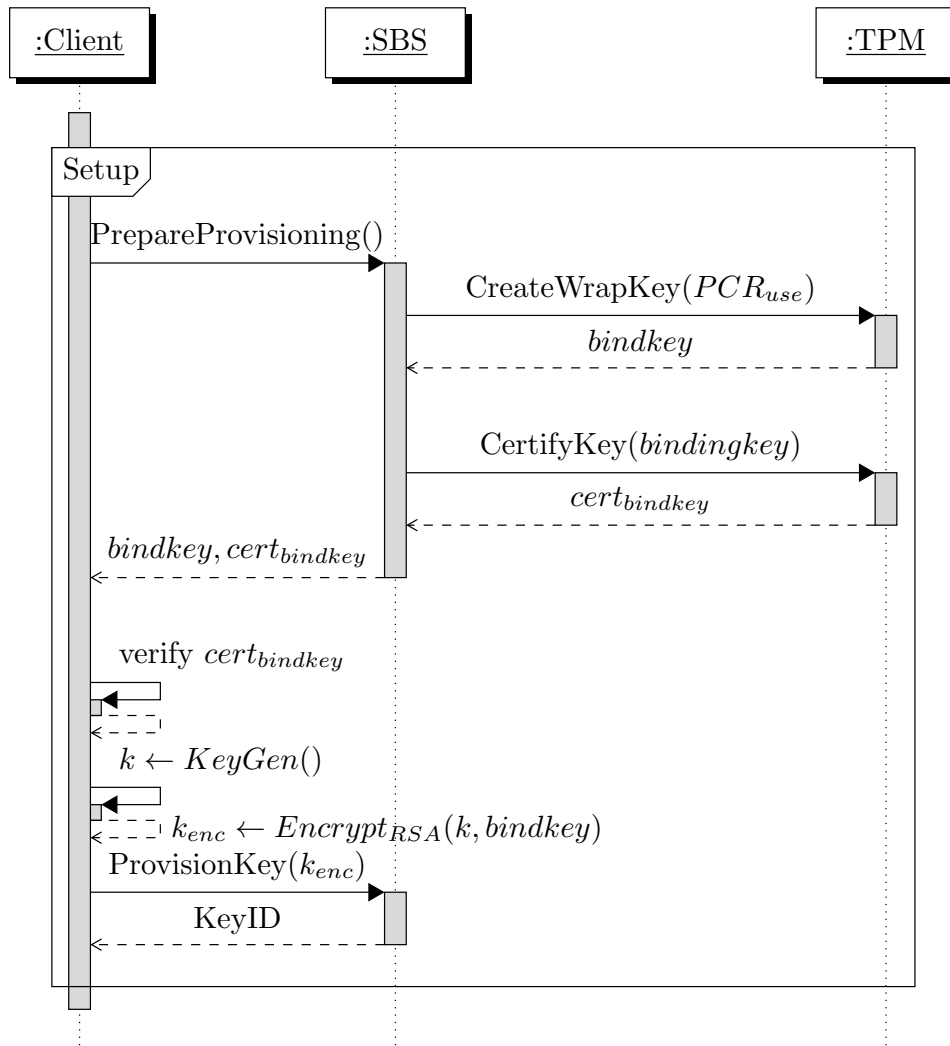 :Client :SBS :TPM
Setup
PrepareProvisioning()
CreateWrapKey(PCR_use)
bindkey
CertifyKey(bindingkey)
cert_bindkey
bindkey, cert_bindkey
verify cert_bindkey
k ← KeyGen()
k_enc ← Encrypt_RSA(k, bindkey)
ProvisionKey(k_enc)
KeyID